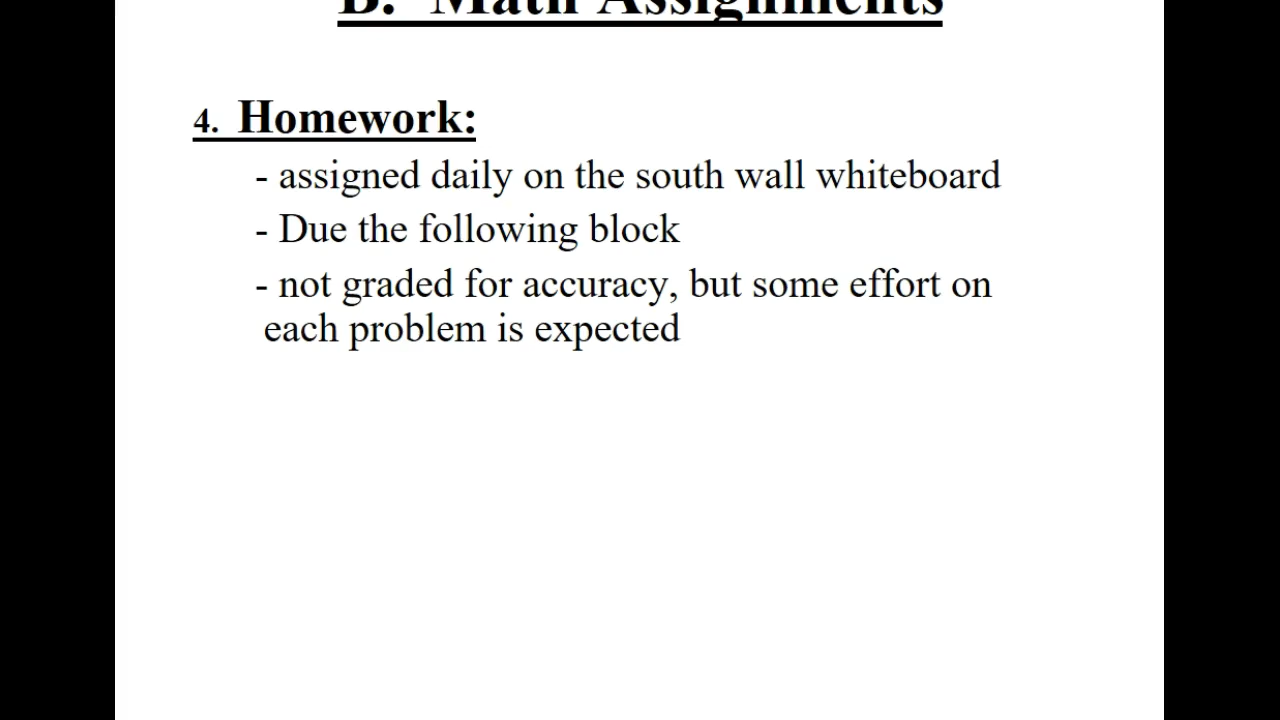 B. Math Assignments
4. Homework:
- assigned daily on the south wall whiteboard
- Due the following block
- not graded for accuracy, but some effort on
each problem is expected